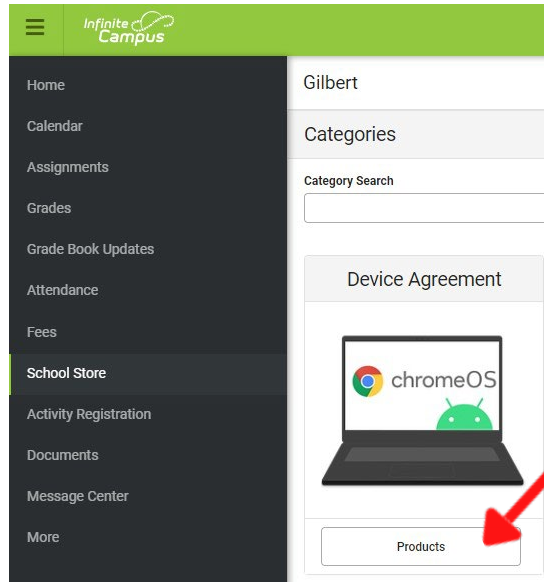 Infinite
Campus
Home
Calendar
Assignments
Grades
Grade Book Updates
Attendance
Fees
School Store
Activity Registration
Documents
Message Center
More
Gilbert
Categories
Category Search
Device Agreement
chromeOS
Products